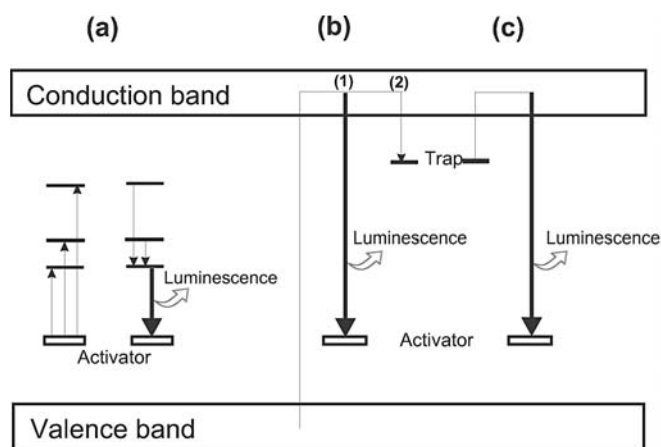 (a)
(b)
(c)
Conduction band
(1)
(2)
Trap
Luminescence
Luminescence
Luminescence
Activator
Activator
Valence band